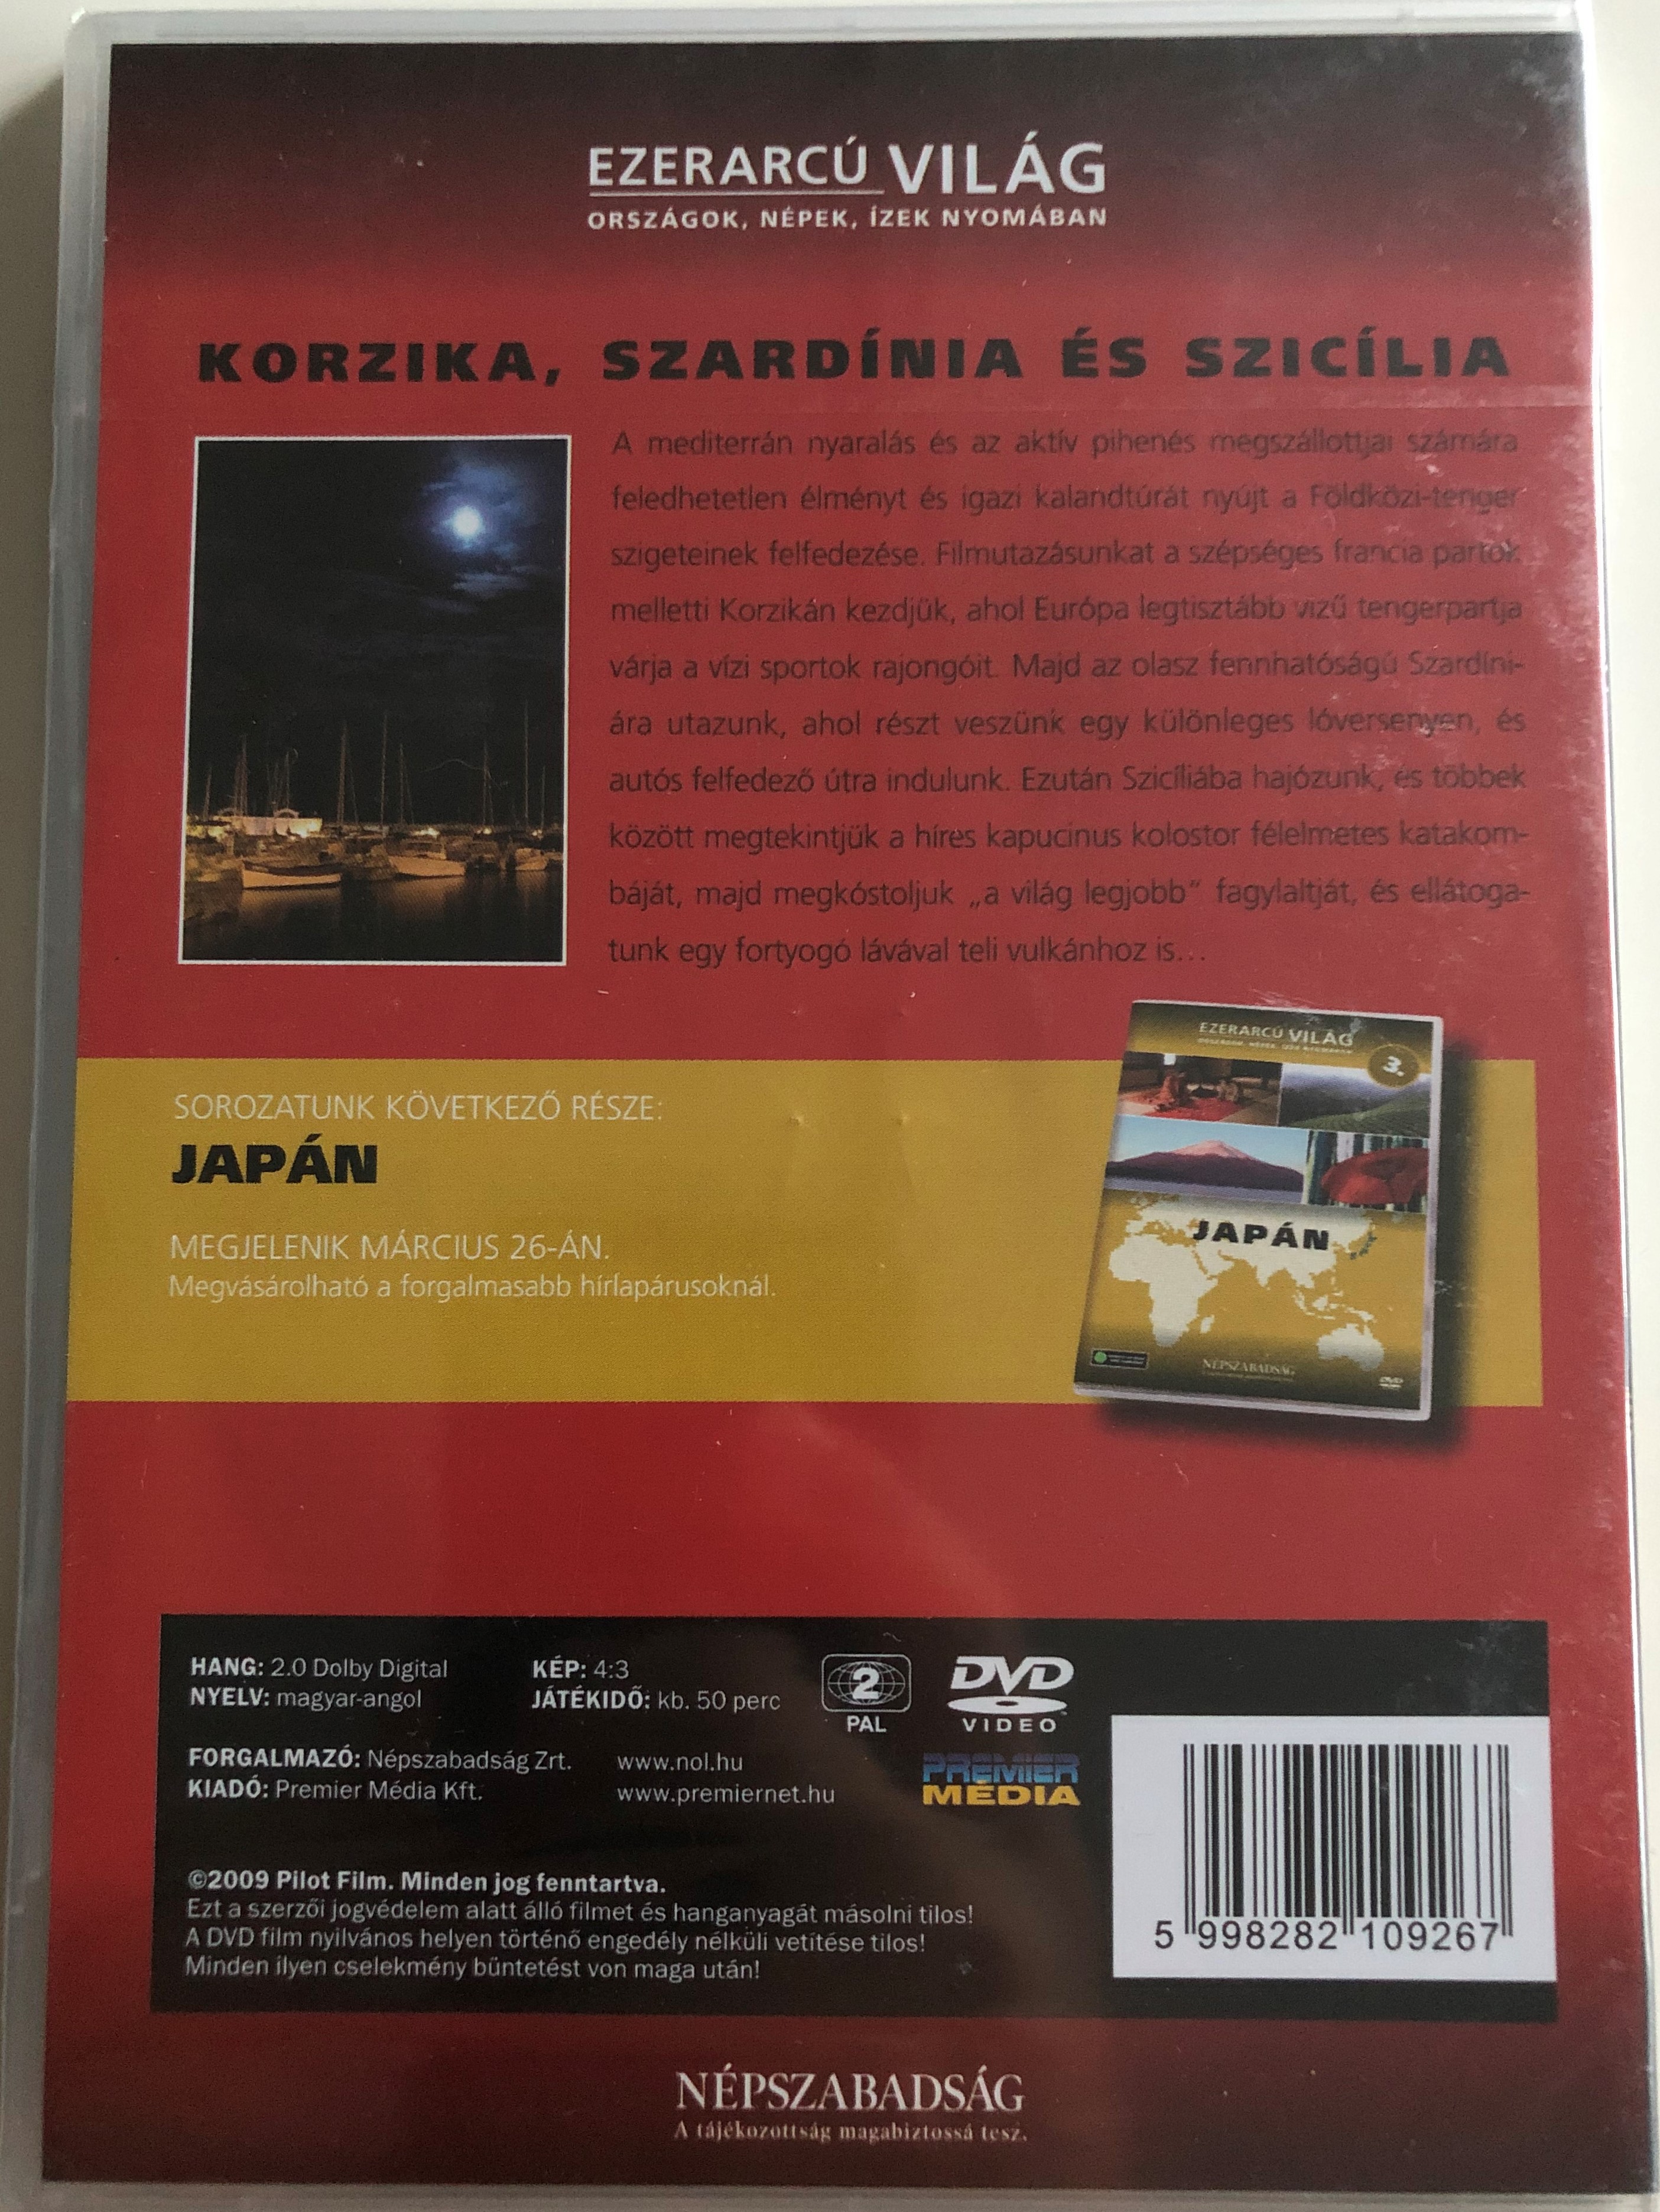 EZERARCÚ VILÁG
ORSZÁGOK, NÉPEK, ÍZEK NYOMÁBAN
KORZIKA, SZARDÍNIA ÉS SZICÍLIA
A mediterrán nyaralás és az aktív pihenés megszállottjai számára
feledhetetlen élményt és igazi kalandtúrát nyújt a Földközi-tenger
szigeteinek felfedezése. Filmutazásunkat a szépséges francia partok
melletti Korzikán kezdjük, ahol Európa legtisztább vizű tengerpartja
várja a vízi sportok rajongóit. Majd az olasz fennhatóságú Szardíni-
ára utazunk, ahol részt veszünk egy különleges lóversenyen, és
autós felfedező útra indulunk. Ezután Szicíliába hajózunk, és többek
között megtekintjük a híres kapucinus kolostor félelmetes katakom-
báját, majd megkóstoljuk „a világ legjobb" fagylaltját, és ellátoga-
tunk egy fortyogó lávával teli vulkánhoz is...
SOROZATUNK KÖVETKEZŐ RÉSZE:
JAPÁN
MEGJELENIK MÁRCIUS 26-ÁN.
Megvásárolható a forgalmasabb hírlapárusoknál.
EZERARCÚ VILÁG
ORSZÁGOK, NÉPEK, ÍZEK NYOMÁBAN
3.
JAPÁN
NÉPSZABADSÁG
DVD
HANG: 2.0 Dolby Digital
NYELV: magyar-angol
KÉP: 4:3
JÁTÉKIDŐ: kb. 50 perc
2
PAL
DVD
VIDEO
FORGALMAZÓ: Népszabadság Zrt.
KIADÓ: Premier Média Kft.
www.nol.hu
www.premiernet.hu
PREMIER
MÉDIA
©2009 Pilot Film. Minden jog fenntartva.
Ezt a szerzői jogvédelem alatt álló filmet és hanganyagát másolni tilos!
A DVD film nyilvános helyen történő engedély nélküli vetítése tilos!
Minden ilyen cselekmény büntetést von maga után!
5 998282 109267
NÉPSZABADSÁG
A tájékozottság magabiztossá tesz.